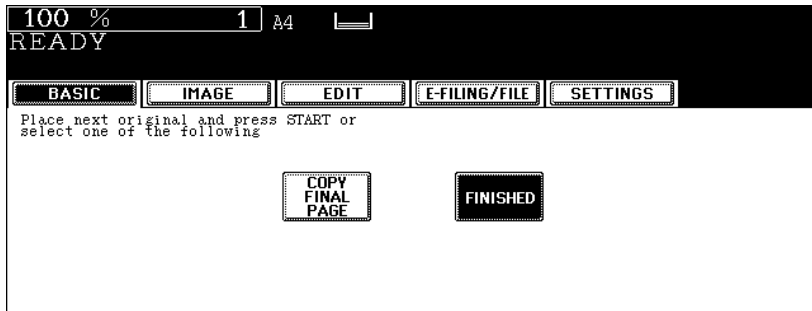 100 % 1 A4
READY
BASIC IMAGE EDIT E-FILING/FILE SETTINGS
Place next original and press START or
select one of the following
COPY
FINAL
PAGE
FINISHED